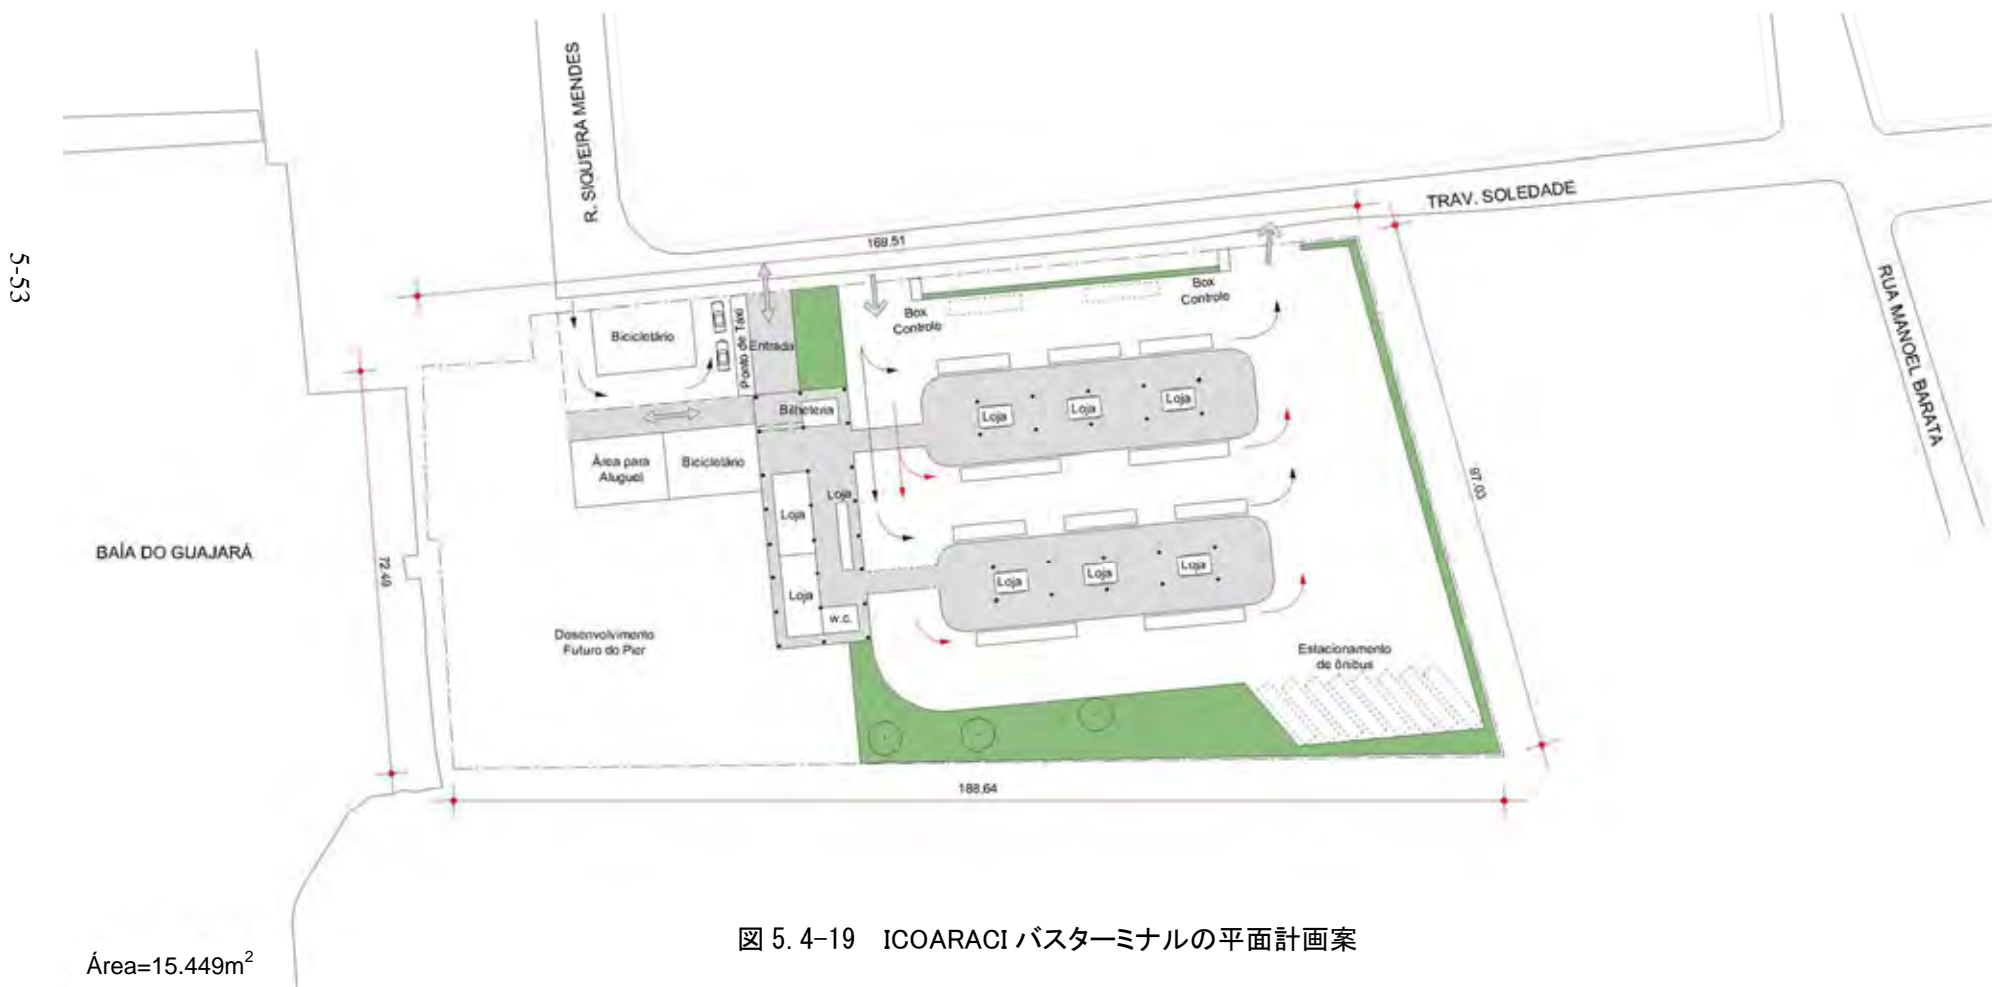 5-53
R. SIQUEIRA MENDES
TRAV. SOLEDADE
RUA MANOEL BARATA
169.51
Box
Controle
Box
Controle
Bicicletário
Ponto de Táxi
Entrada
Bilheteria
Loja
Loja
Loja
Área para
Aluguel
Bicicletário
Loja
Loja
97.03
BAÍA DO GUAJARÁ
72.49
Loja
Loja
Loja
Loja
w.c.
Desenvolvimento
Futuro do Pier
Estacionamento
de ônibus
188.64
図 5.4-19 ICOARACI バスターミナルの平面計画案
Área=15.449m²